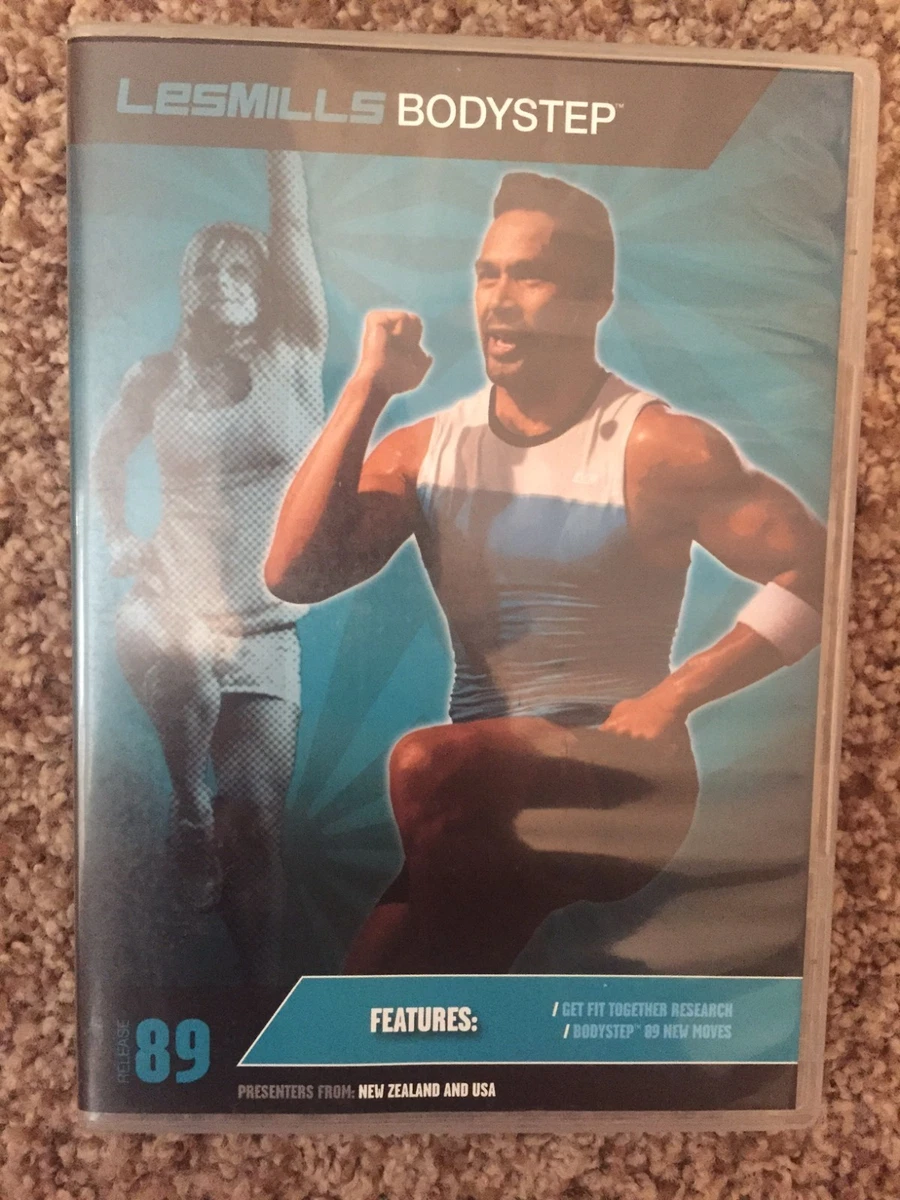 LESMILLS BODYSTEP™
FEATURES:
/ GET FIT TOGETHER RESEARCH
/ BODYSTEP™ 89 NEW MOVES
RELEASE 89
PRESENTERS FROM: NEW ZEALAND AND USA